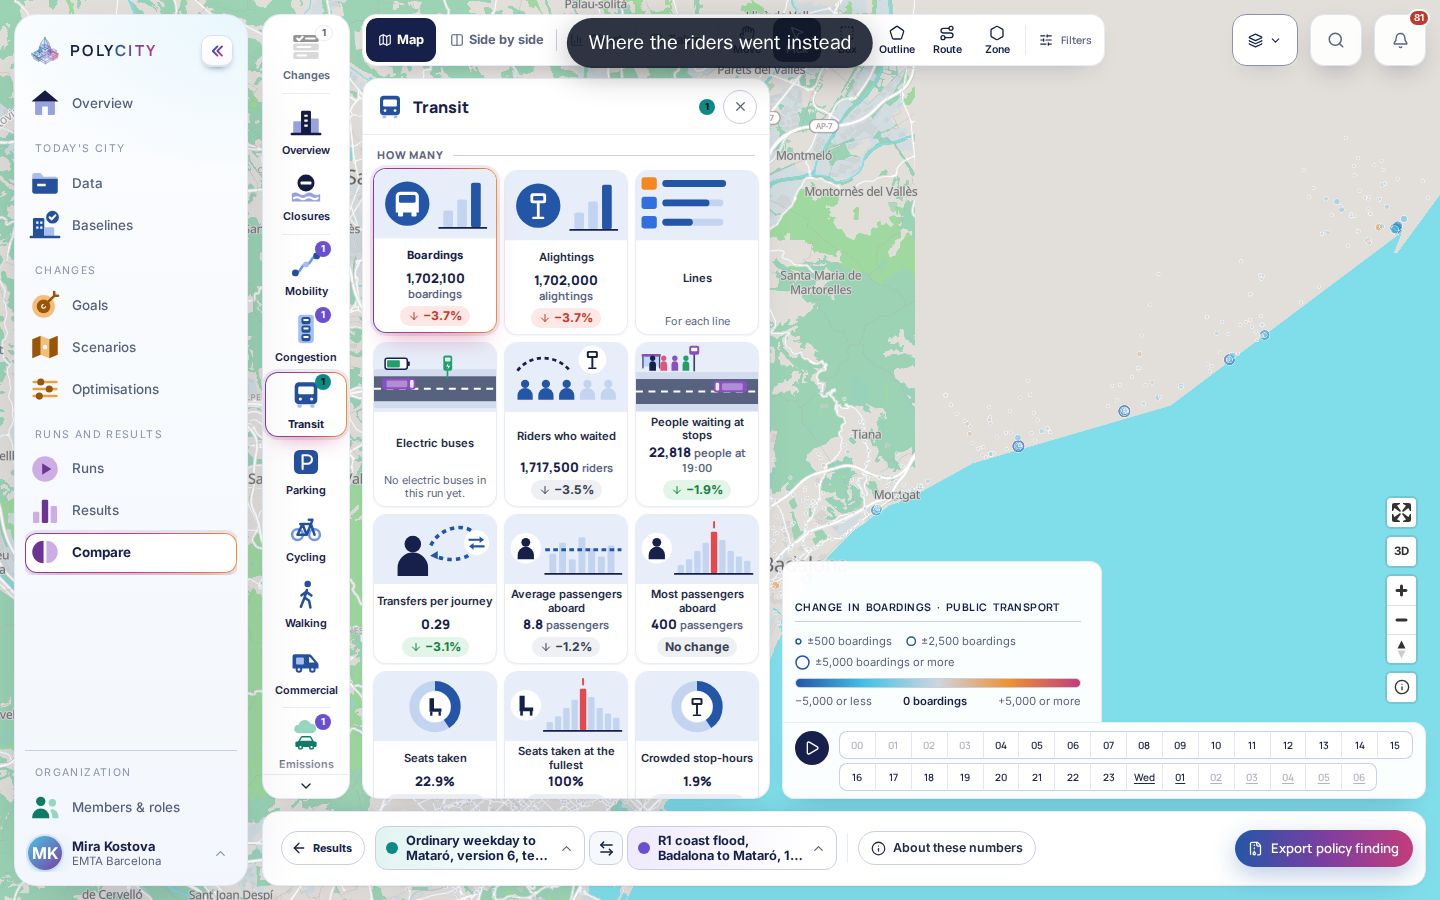 Palau-solità
81
POLYCITY
Overview
TODAY'S CITY
Data
Baselines
CHANGES
Goals
Scenarios
Optimisations
RUNS AND RESULTS
Runs
Results
Compare
ORGANIZATION
Members & roles
MK
Mira Kostova
EMTA Barcelona
1
Changes
Overview
Closures
1
Mobility
1
Congestion
1
Transit
Parking
Cycling
Walking
Commercial
1
Emissions
Map
Side by side
Where the riders went instead
Outline
Route
Zone
Filters
Parets del Vallès
Transit
1
HOW MANY
Boardings
1,702,100
boardings
↓ −3.7%
Alightings
1,702,000
alightings
↓ −3.7%
Lines
For each line
Electric buses
No electric buses in
this run yet.
Riders who waited
1,717,500 riders
↓ −3.5%
People waiting at
stops
22,818 people at
19:00
↓ −1.9%
Transfers per journey
0.29
↓ −3.1%
Average passengers
aboard
8.8 passengers
↓ −1.2%
Most passengers
aboard
400 passengers
No change
Seats taken
22.9%
Seats taken at the
fullest
100%
Crowded stop-hours
1.9%
AP-7
Montmeló
Montornès del Vallès
Santa Maria de
Martorelles
Tiana
Montgat
Badalona
3D
CHANGE IN BOARDINGS · PUBLIC TRANSPORT
±500 boardings
±2,500 boardings
±5,000 boardings or more
−5,000 or less
0 boardings
+5,000 or more
00 01 02 03 04 05 06 07 08 09 10 11 12 13 14 15
16 17 18 19 20 21 22 23 Wed 01 02 03 04 05 06
Results
Ordinary weekday to
Mataró, version 6, te...
R1 coast flood,
Badalona to Mataró, 1...
About these numbers
Export policy finding
de Cervelló
Sant Joan Despí